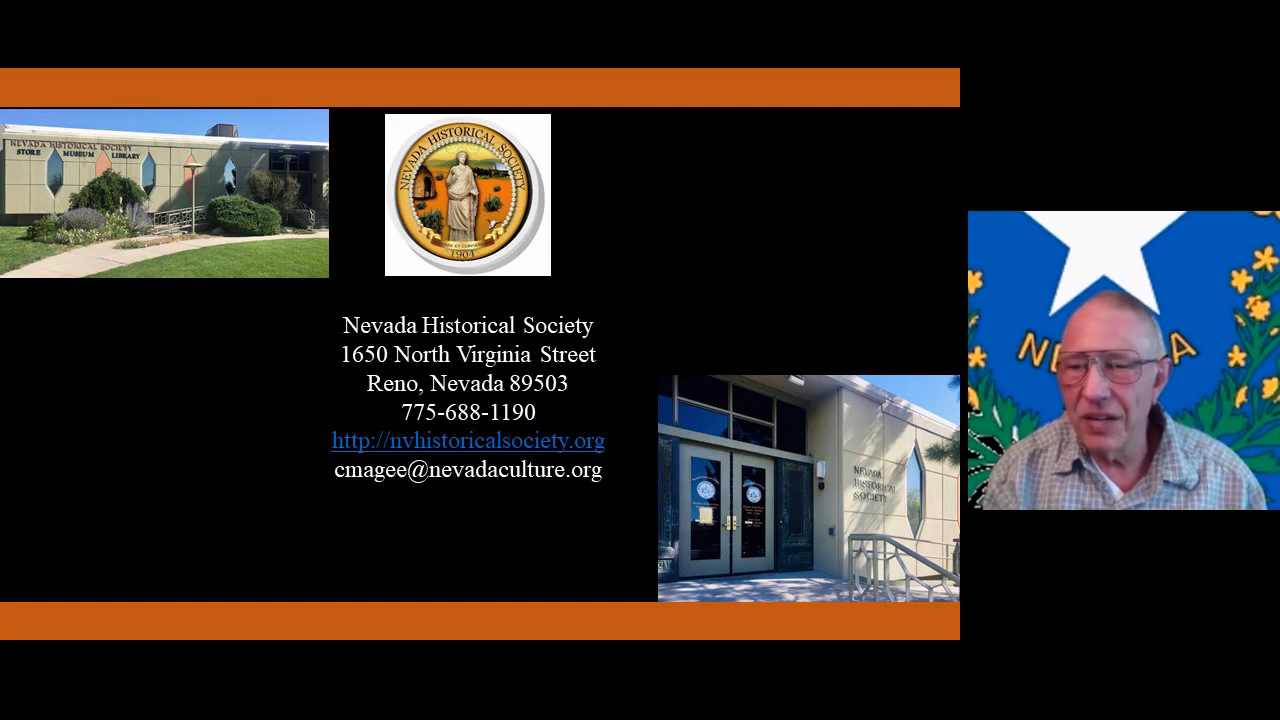 NEVADA HISTORICAL SOCIETY
STORE MUSEUM LIBRARY
NEVADA HISTORICAL SOCIETY
1904
Nevada Historical Society
1650 North Virginia Street
Reno, Nevada 89503
775-688-1190
http://nvhistoricalsociety.org
cmagee@nevadaculture.org
NEVADA
HISTORICAL
SOCIETY